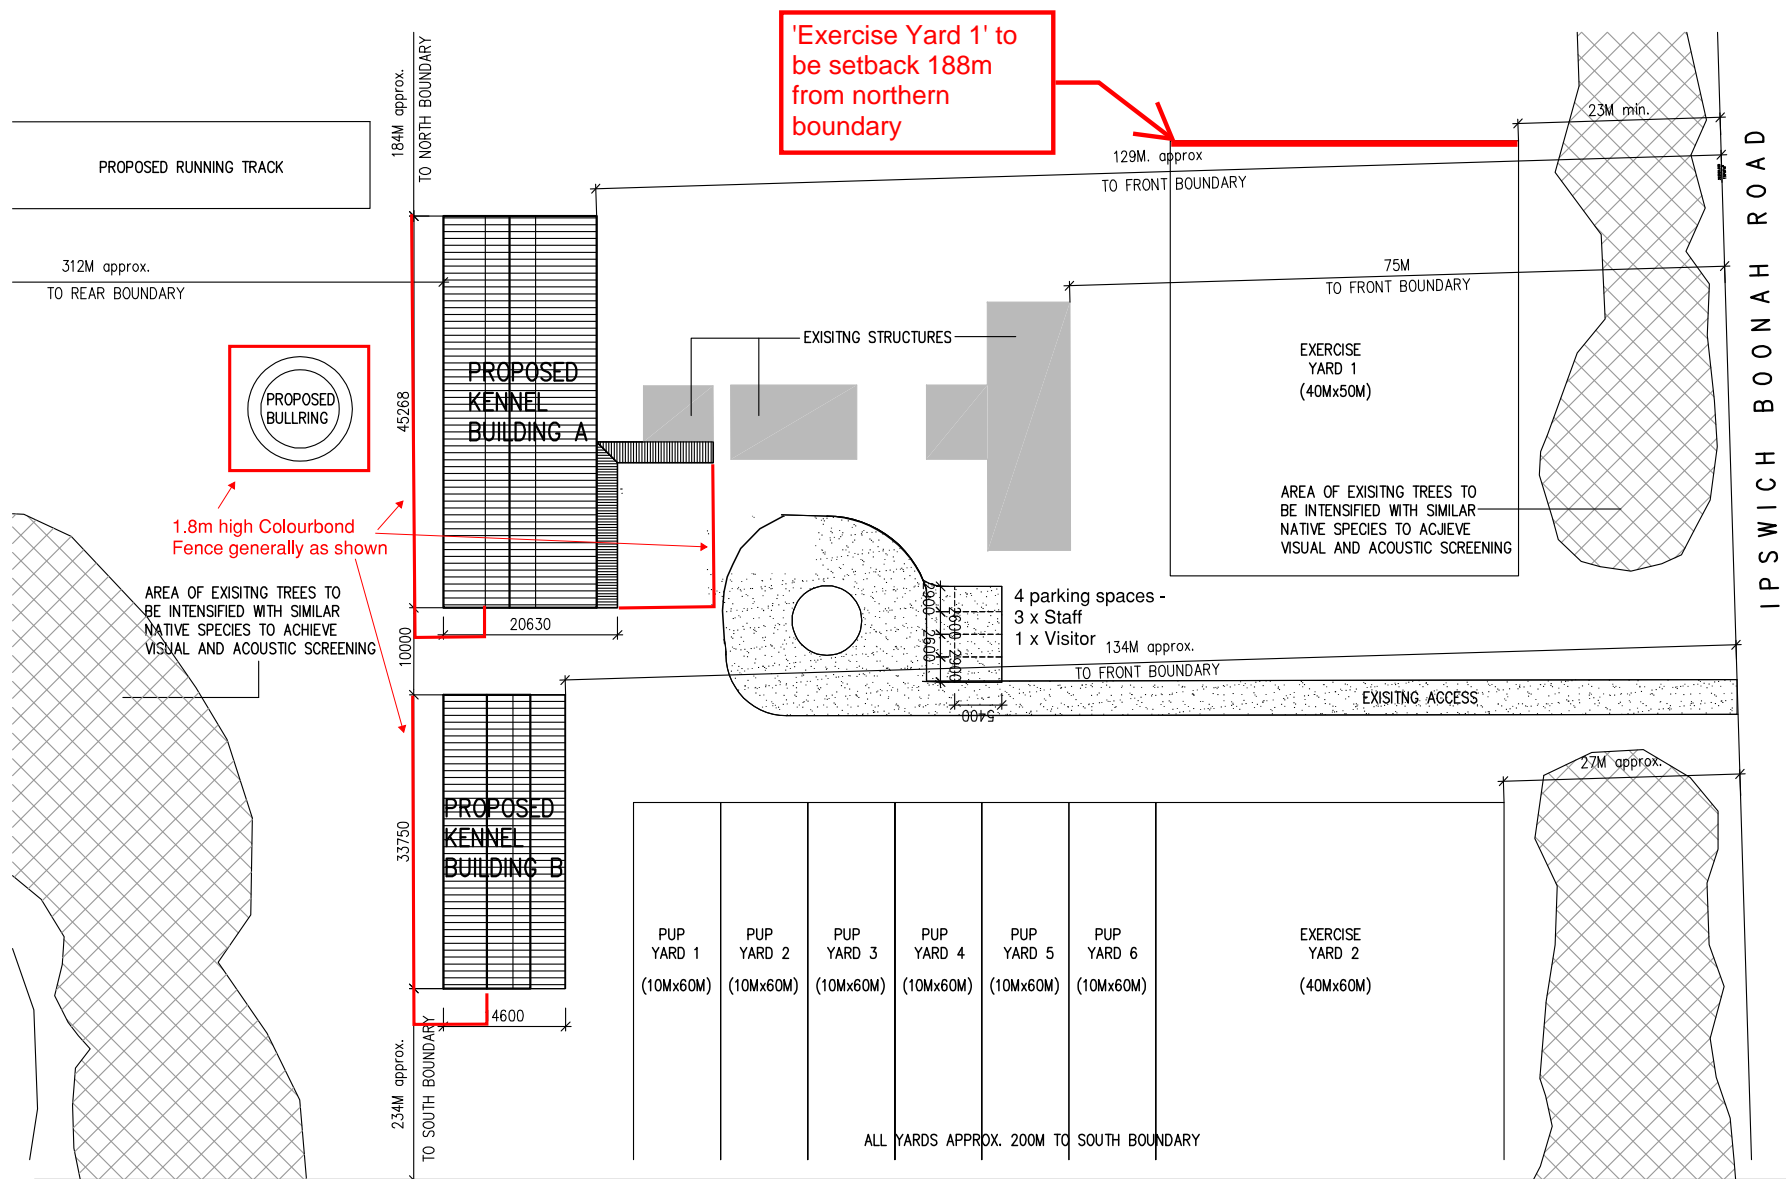 'Exercise Yard 1' to
be setback 188m
from northern
boundary
184M approx.
TO NORTH BOUNDARY
23M min.
PROPOSED RUNNING TRACK
129M. approx
TO FRONT BOUNDARY
IPSWICH BOONAH ROAD
312M approx.
TO REAR BOUNDARY
75M
TO FRONT BOUNDARY
EXISITNG STRUCTURES
EXERCISE
YARD 1
(40Mx50M)
PROPOSED
KENNEL
BUILDING A
PROPOSED
BULLRING
45268
AREA OF EXISITNG TREES TO
BE INTENSIFIED WITH SIMILAR
NATIVE SPECIES TO ACJIEVE
VISUAL AND ACOUSTIC SCREENING
1.8m high Colourbond
Fence generally as shown
AREA OF EXISITNG TREES TO
BE INTENSIFIED WITH SIMILAR
NATIVE SPECIES TO ACHIEVE
VISUAL AND ACOUSTIC SCREENING
20630
10000
2900
2600
2600
2900
5400
4 parking spaces -
3 x Staff
1 x Visitor
134M approx.
TO FRONT BOUNDARY
EXISITNG ACCESS
27M approx.
33750
PROPOSED
KENNEL
BUILDING B
4600
234M approx.
TO SOUTH BOUNDARY
PUP
YARD 1
(10Mx60M)
PUP
YARD 2
(10Mx60M)
PUP
YARD 3
(10Mx60M)
PUP
YARD 4
(10Mx60M)
PUP
YARD 5
(10Mx60M)
PUP
YARD 6
(10Mx60M)
EXERCISE
YARD 2
(40Mx60M)
ALL YARDS APPROX. 200M TO SOUTH BOUNDARY